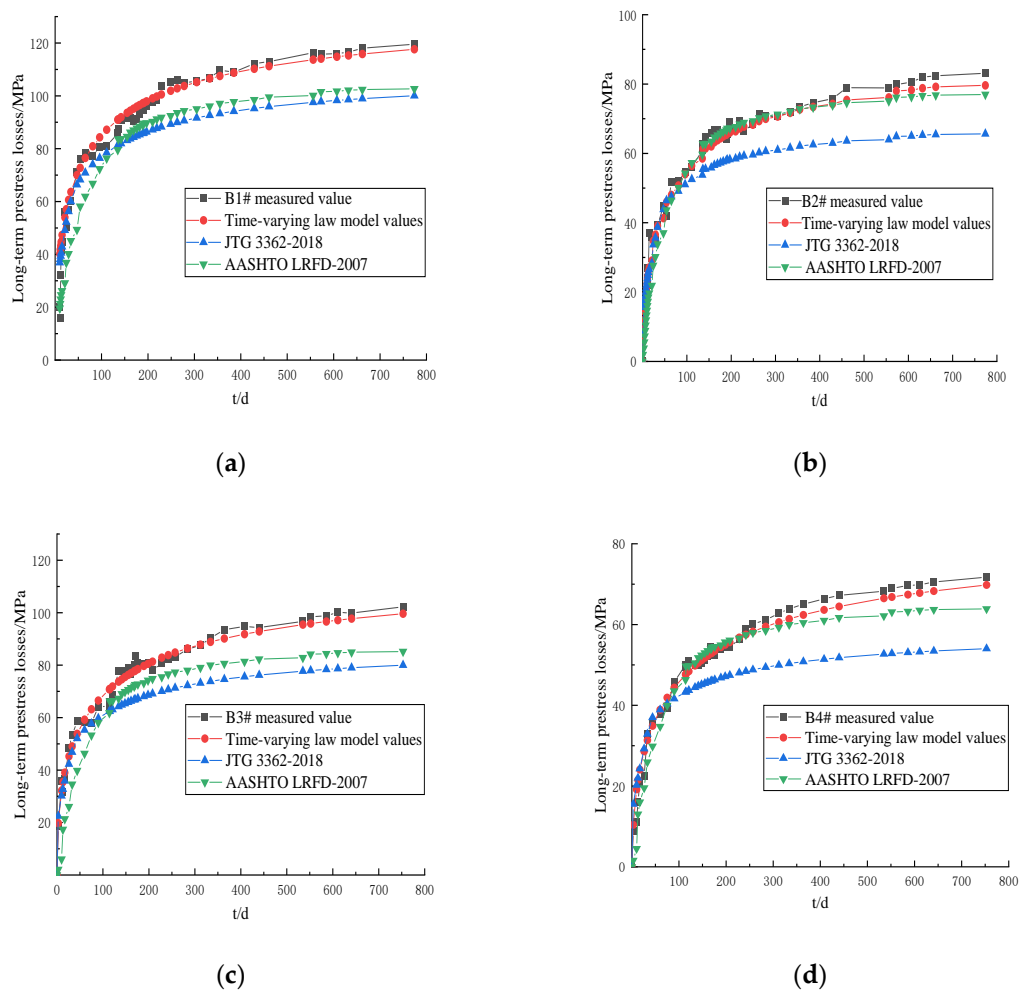 Long-term prestress losses/MPa
120
100
80
60
40
20
0
B1# measured value
Time-varying law model values
JTG 3362-2018
AASHTO LRFD-2007
100 200 300 400 500 600 700 800
t/d
(a)
Long-term prestress losses/MPa
100
80
60
40
20
0
B2# measured value
Time-varying law model values
JTG 3362-2018
AASHTO LRFD-2007
100 200 300 400 500 600 700 800
t/d
(b)
Long-term prestress losses/MPa
120
100
80
60
40
20
B3# measured value
Time-varying law model values
JTG 3362-2018
AASHTO LRFD-2007
0 100 200 300 400 500 600 700 800
t/d
(c)
Long-term prestress losses/MPa
80
60
40
20
0
B4# measured value
Time-varying law model values
JTG 3362-2018
AASHTO LRFD-2007
100 200 300 400 500 600 700 800
t/d
(d)